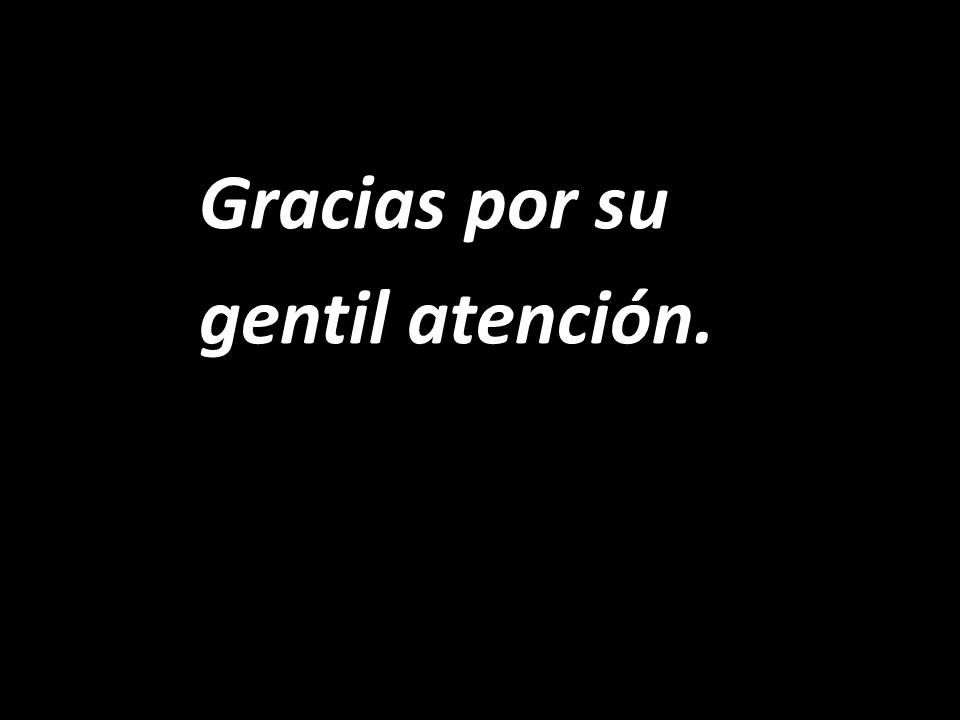 Gracias por su
gentil atención.